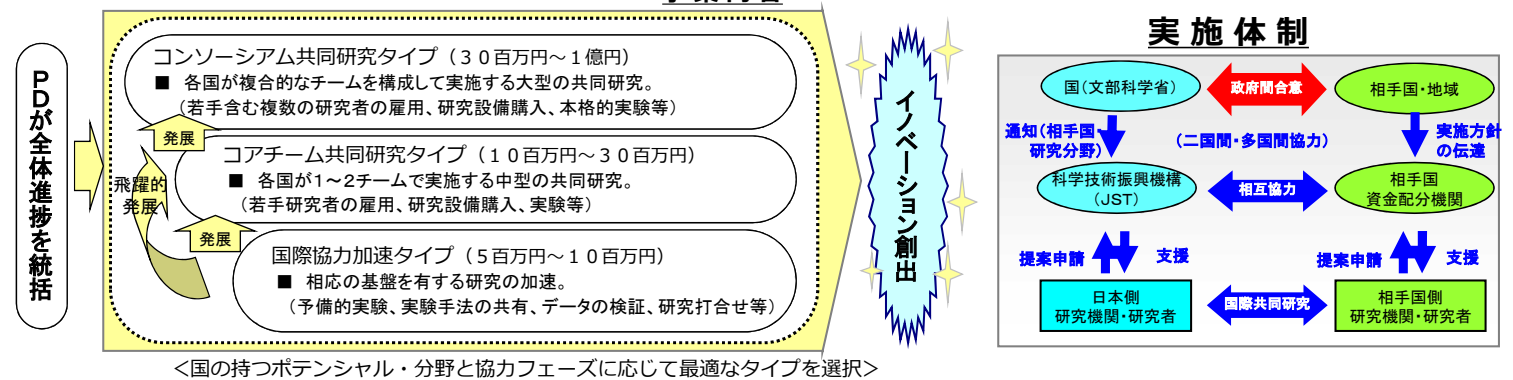 PDが全体進捗を統括
コンソーシアム共同研究タイプ（３０百万円～１億円）
■ 各国が複合的なチームを構成して実施する大型の共同研究。
（若手含む複数の研究者の雇用、研究設備購入、本格的実験等）
発展
コアチーム共同研究タイプ（１０百万円～３０百万円）
■ 各国が１～２チームで実施する中型の共同研究。
（若手研究者の雇用、研究設備購入、実験等）
飛躍的
発展
発展
国際協力加速タイプ（５百万円～１０百万円）
■ 相応の基盤を有する研究の加速。
（予備的実験、実験手法の共有、データの検証、研究打合せ等）
イノベーション創出
＜国の持つポテンシャル・分野と協力フェーズに応じて最適なタイプを選択＞
実施体制
国（文部科学省）
政府間合意
相手国・地域
通知（相手国・
研究分野）
（二国間・多国間協力）
実施方針
の伝達
科学技術振興機構
（JST）
相互協力
相手国
資金配分機関
提案申請
支援
提案申請
支援
日本側
研究機関・研究者
国際共同研究
相手国側
研究機関・研究者